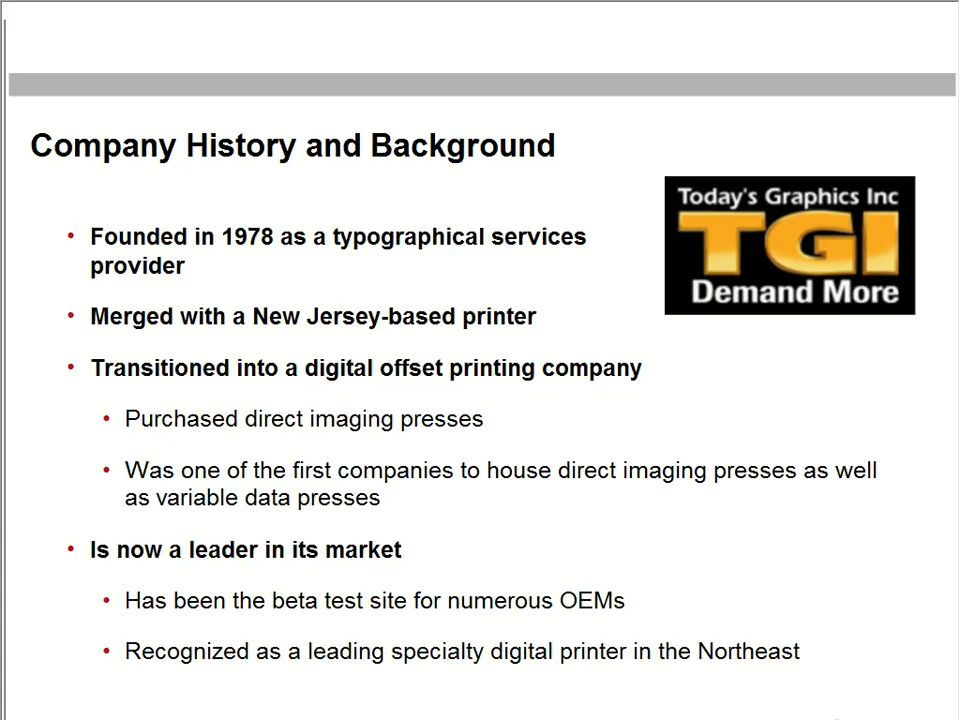 Company History and Background
Today's Graphics Inc
TGI
Demand More
• Founded in 1978 as a typographical services
provider
• Merged with a New Jersey-based printer
• Transitioned into a digital offset printing company
• Purchased direct imaging presses
• Was one of the first companies to house direct imaging presses as well
as variable data presses
• Is now a leader in its market
• Has been the beta test site for numerous OEMs
• Recognized as a leading specialty digital printer in the Northeast